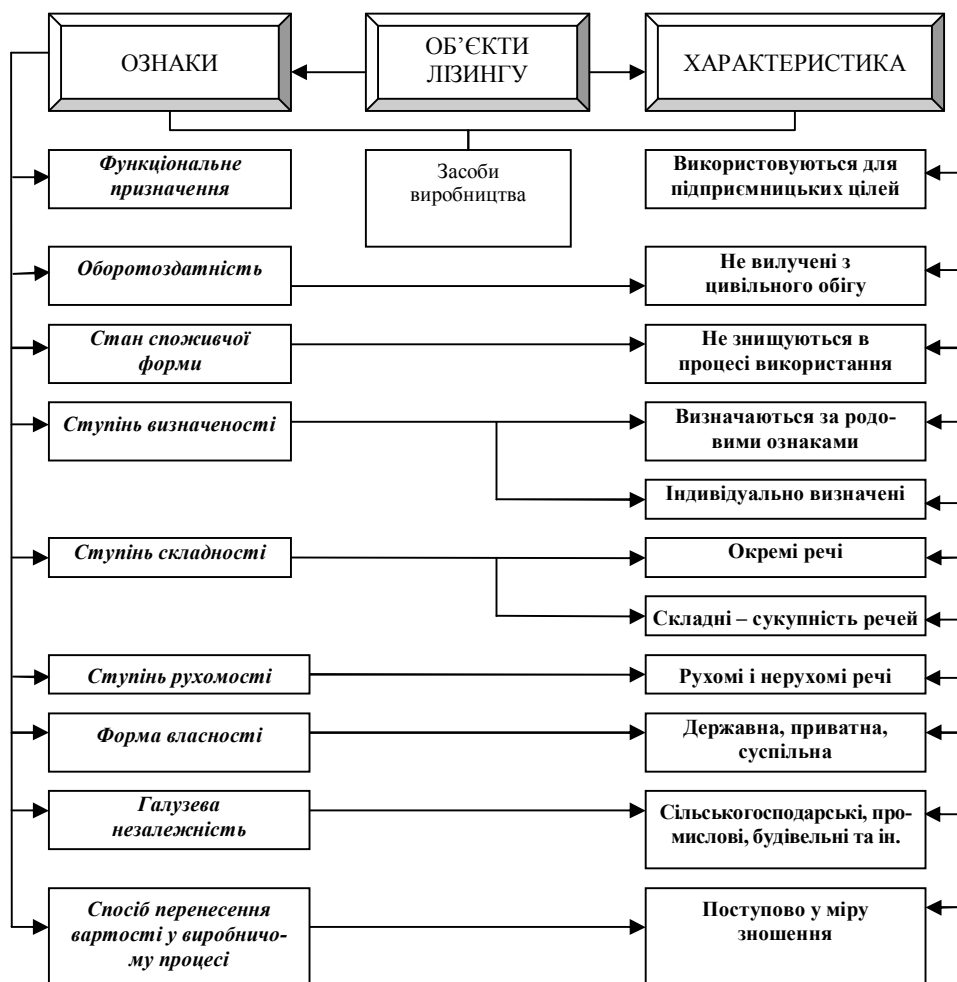 ОЗНАКИ
ОБ’ЄКТИ
ЛІЗИНГУ
ХАРАКТЕРИСТИКА
Функціональне
призначення
Засоби
виробництва
Використовуються для
підприємницьких цілей
Оборотоздатність
Не вилучені з
цивільного обігу
Стан споживчої
форми
Не знищуються в
процесі використання
Ступінь визначеності
Визначаються за родо-
вими ознаками
Індивідуально визначені
Ступінь складності
Окремі речі
Складні – сукупність речей
Ступінь рухомості
Рухомі і нерухомі речі
Форма власності
Державна, приватна,
суспільна
Галузева
незалежність
Сільськогосподарські, про-
мислові, будівельні та ін.
Спосіб перенесення
вартості у виробничо-
му процесі
Поступово у міру
зношення